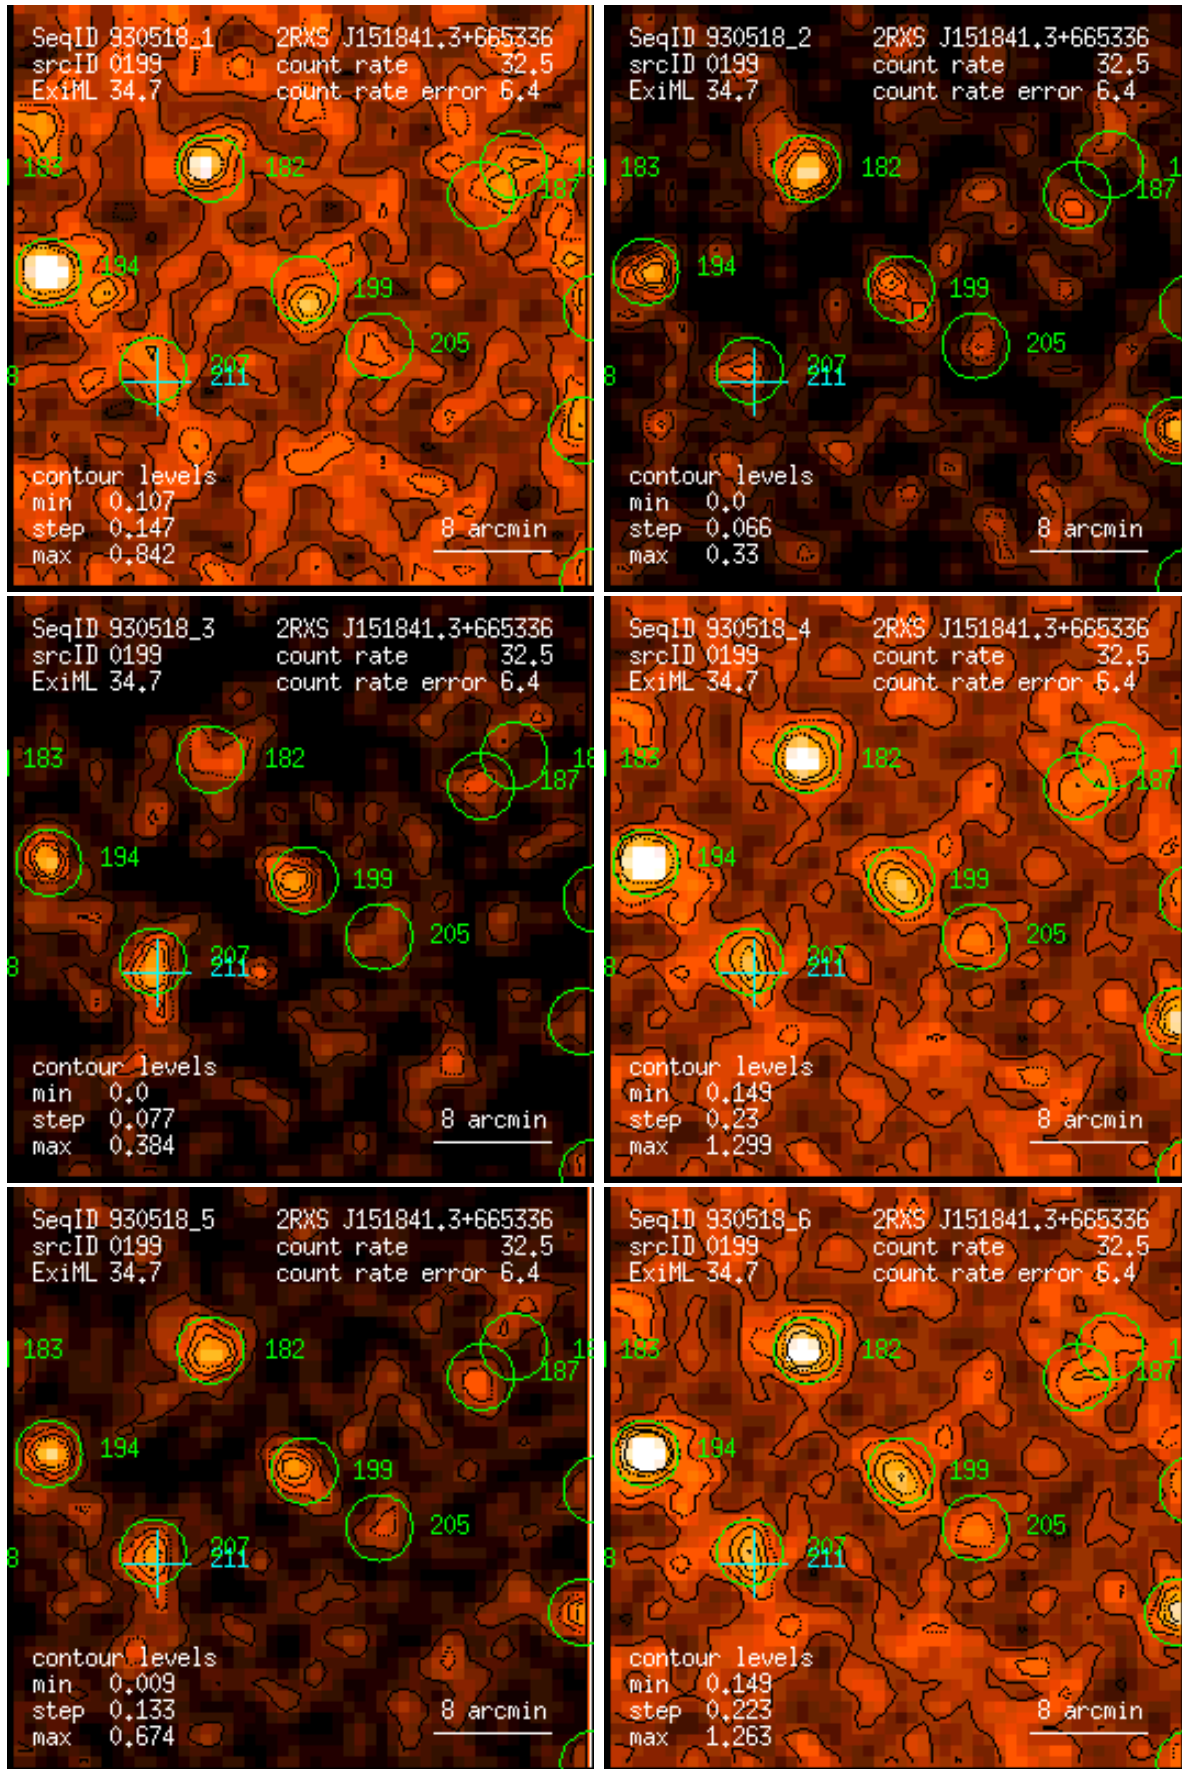 SeqID 930518_1 2RXS J151841.3+665336
srcID 0199 count rate 32.5
ExiML 34.7 count rate error 6.4
183 182 18
187
194
199
205
207
8 211
contour levels
min 0.107
step 0.147 8 arcmin
max 0.842
SeqID 930518_2 2RXS J151841.3+665336
srcID 0199 count rate 32.5
ExiML 34.7 count rate error 6.4
183 182 1
187
194
199
205
207
8 211
contour levels
min 0.0
step 0.066 8 arcmin
max 0.33
SeqID 930518_3 2RXS J151841.3+665336
srcID 0199 count rate 32.5
ExiML 34.7 count rate error 6.4
183 182 18
187
194
199
205
207
8 211
contour levels
min 0.0
step 0.077 8 arcmin
max 0.384
SeqID 930518_4 2RXS J151841.3+665336
srcID 0199 count rate 32.5
ExiML 34.7 count rate error 6.4
183 182 1
187
194
199
205
207
8 211
contour levels
min 0.149
step 0.23 8 arcmin
max 1.299
SeqID 930518_5 2RXS J151841.3+665336
srcID 0199 count rate 32.5
ExiML 34.7 count rate error 6.4
183 182 18
187
194
199
205
207
8 211
contour levels
min 0.009
step 0.133 8 arcmin
max 0.674
SeqID 930518_6 2RXS J151841.3+665336
srcID 0199 count rate 32.5
ExiML 34.7 count rate error 6.4
183 182 1
187
194
199
205
207
8 211
contour levels
min 0.149
step 0.223 8 arcmin
max 1.263